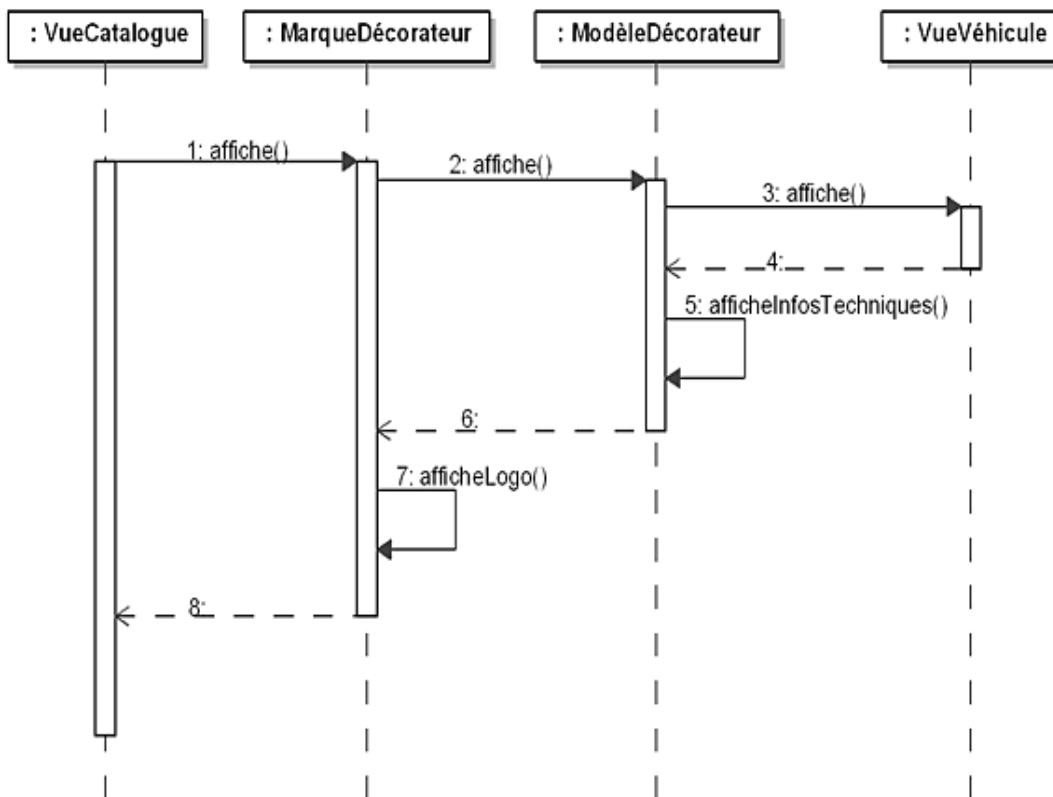 : VueCatalogue
: MarqueDécorateur
: ModèleDécorateur
: VueVéhicule
1: affiche()
2: affiche()
3: affiche()
4:
5: afficheInfosTechniques()
6:
7: afficheLogo()
8: